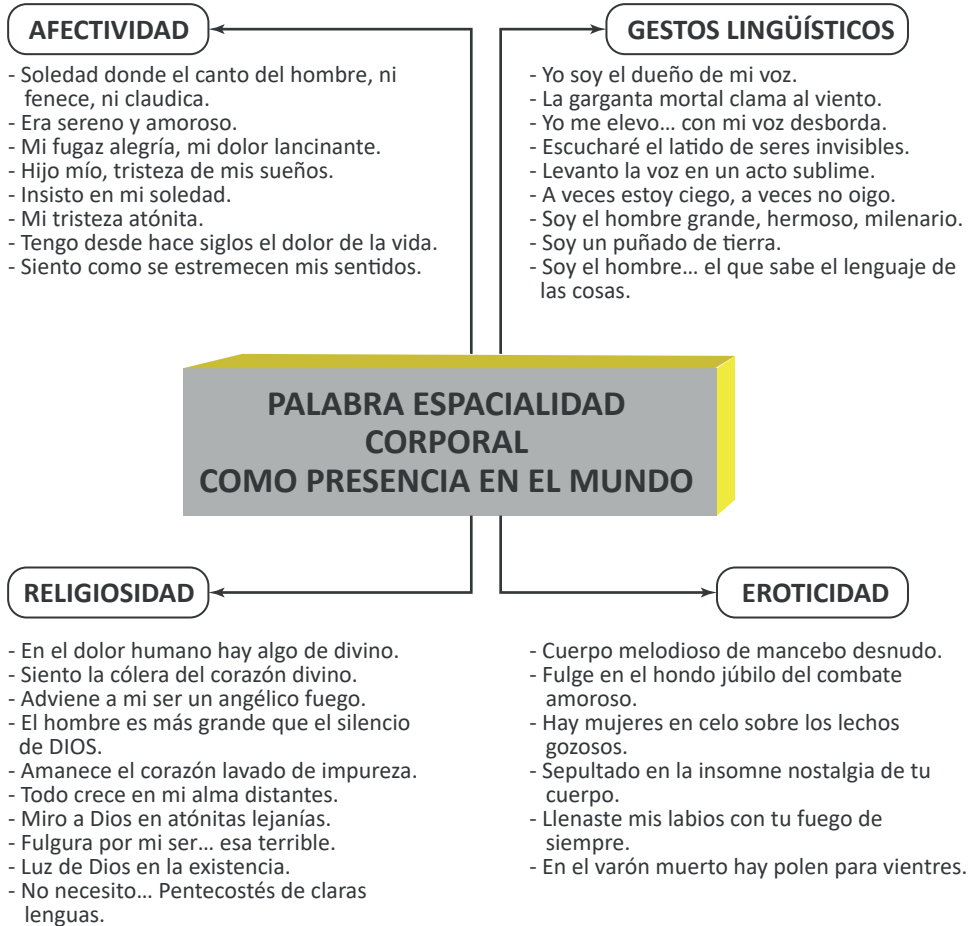 AFECTIVIDAD
- Soledad donde el canto del hombre, ni
fenece, ni claudica.
- Era sereno y amoroso.
- Mi fugaz alegría, mi dolor lancinante.
- Hijo mío, tristeza de mis sueños.
- Insisto en mi soledad.
- Mi tristeza atónita.
- Tengo desde hace siglos el dolor de la vida.
- Siento como se estremecen mis sentidos.
GESTOS LINGÜÍSTICOS
- Yo soy el dueño de mi voz.
- La garganta mortal clama al viento.
- Yo me elevo... con mi voz desborda.
- Escucharé el latido de seres invisibles.
- Levanto la voz en un acto sublime.
- A veces estoy ciego, a veces no oigo.
- Soy el hombre grande, hermoso, milenario.
- Soy un puñado de tierra.
- Soy el hombre... el que sabe el lenguaje de
las cosas.
PALABRA ESPACIALIDAD
CORPORAL
COMO PRESENCIA EN EL MUNDO
RELIGIOSIDAD
- En el dolor humano hay algo de divino.
- Siento la cólera del corazón divino.
- Adviene a mi ser un angélico fuego.
- El hombre es más grande que el silencio
de DIOS.
- Amanece el corazón lavado de impureza.
- Todo crece en mi alma distantes.
- Miro a Dios en atónitas lejanías.
- Fulgura por mi ser... esa terrible.
- Luz de Dios en la existencia.
- No necesito... Pentecostés de claras
lenguas.
EROTICIDAD
- Cuerpo melodioso de mancebo desnudo.
- Fulge en el hondo júbilo del combate
amoroso.
- Hay mujeres en celo sobre los lechos
gozosos.
- Sepultado en la insomne nostalgia de tu
cuerpo.
- Llenaste mis labios con tu fuego de
siempre.
- En el varón muerto hay polen para vientres.